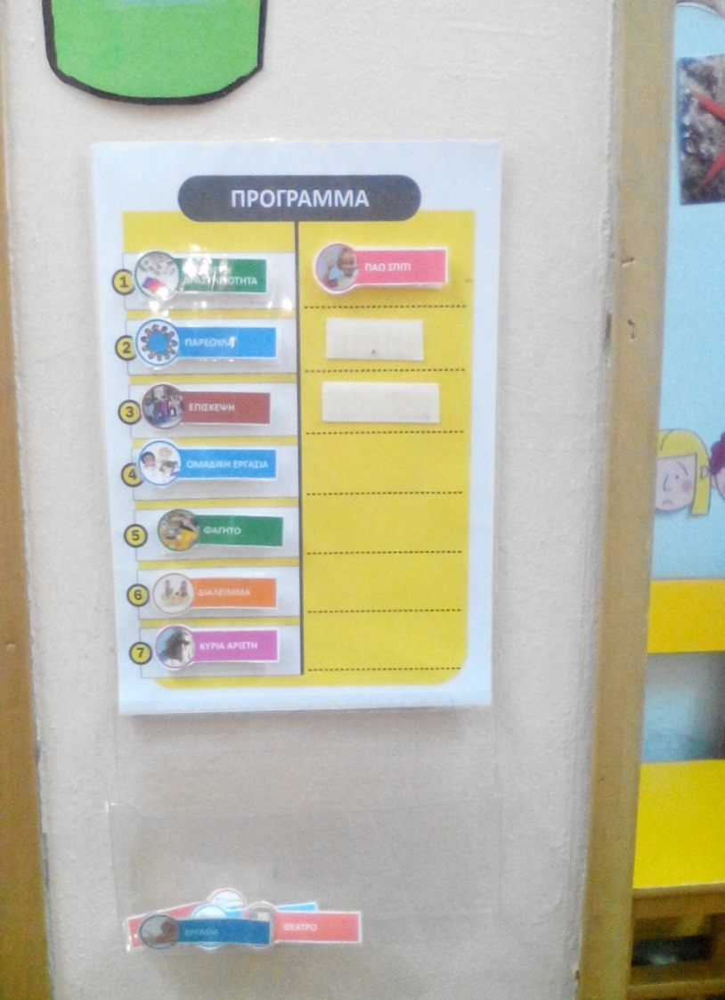 ΠΡΟΓΡΑΜΜΑ
1
ΔΡΑΣΤΗΡΙΟΤΗΤΑ
2 ΠΑΡΕΟΥΛΑ
3 ΕΠΙΣΚΕΨΗ
4 ΟΜΑΔΙΚΗ ΕΡΓΑΣΙΑ
5 ΦΑΓΗΤΟ
6 ΔΙΑΛΕΙΜΜΑ
7 ΚΥΡΙΑ ΑΡΙΣΤΗ
ΠΑΩ ΣΠΙΤΙ
ΕΡΓΑΣΙΑ
ΘΕΑΤΡΟ